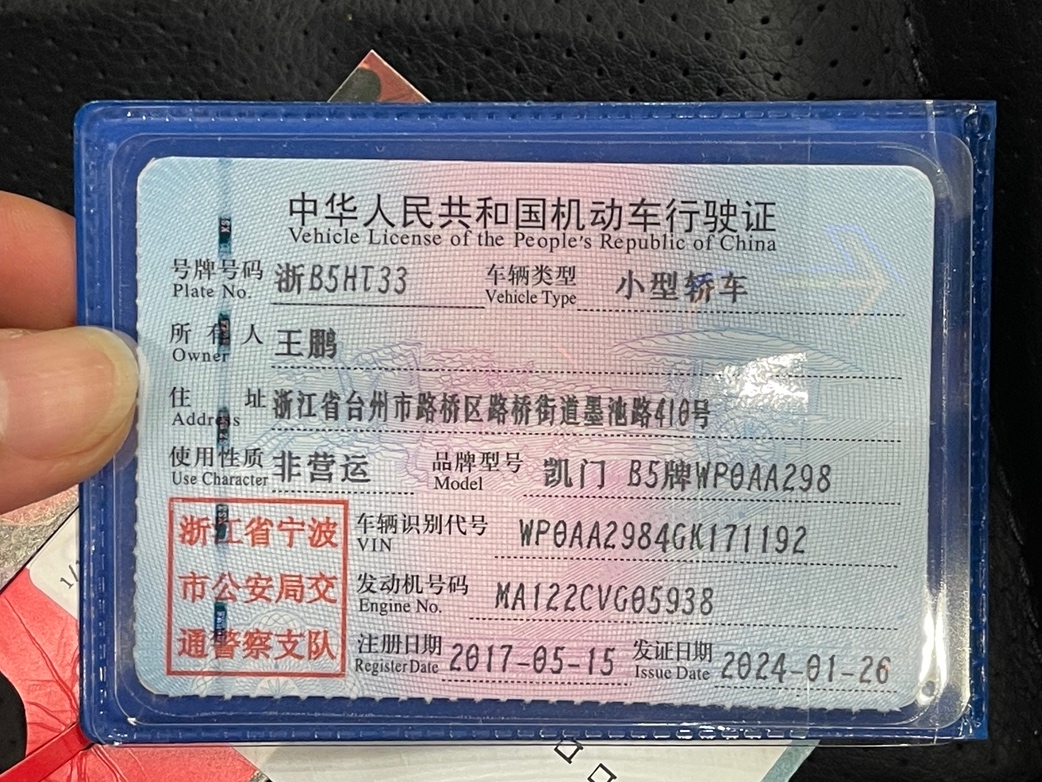 中华人民共和国机动车行驶证
Vehicle License of the People's Republic of China
号牌号码 浙B5HT33 车辆类型 小型轿车
Plate No. Vehicle Type
所有人 王鹏
Owner
住址 浙江省台州市路桥区路桥街道墨池路410号
Address
使用性质 非营运 品牌型号 凯门 B5牌WP0AA298
Use Character Model
浙江省宁波
市公安局交
通警察支队
车辆识别代号 WP0AA2984GK171192
VIN
发动机号码 MA122CVG05938
Engine No.
注册日期 2017-05-15 发证日期 2024-01-26
Register Date Issue Date